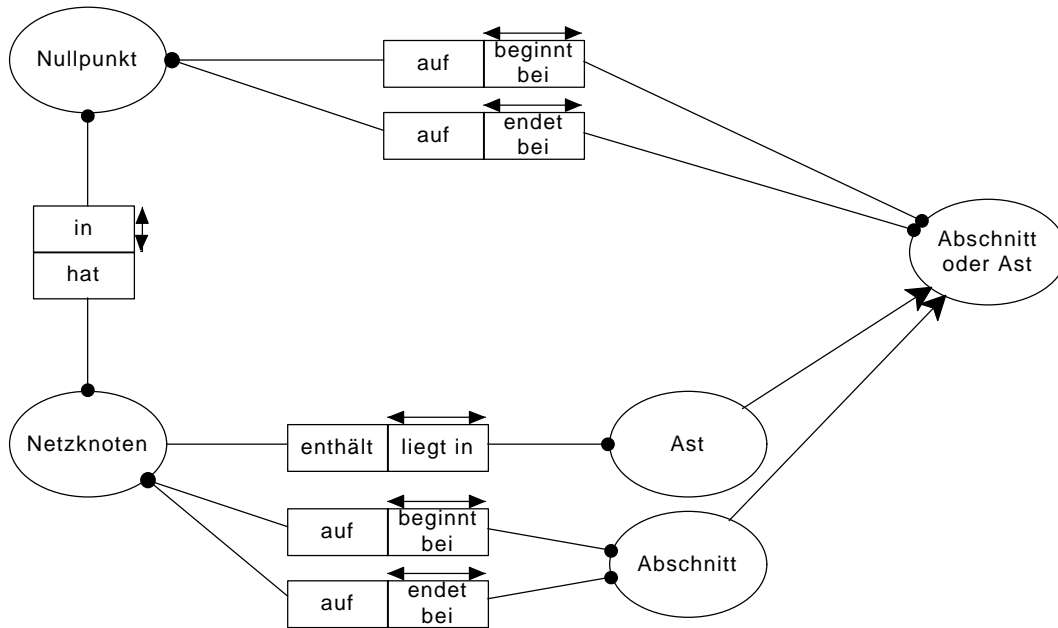 Nullpunkt
auf
beginnt
bei
auf
endet
bei
in
hat
Abschnitt
oder Ast
Netzknoten
enthält
liegt in
Ast
auf
beginnt
bei
Abschnitt
auf
endet
bei